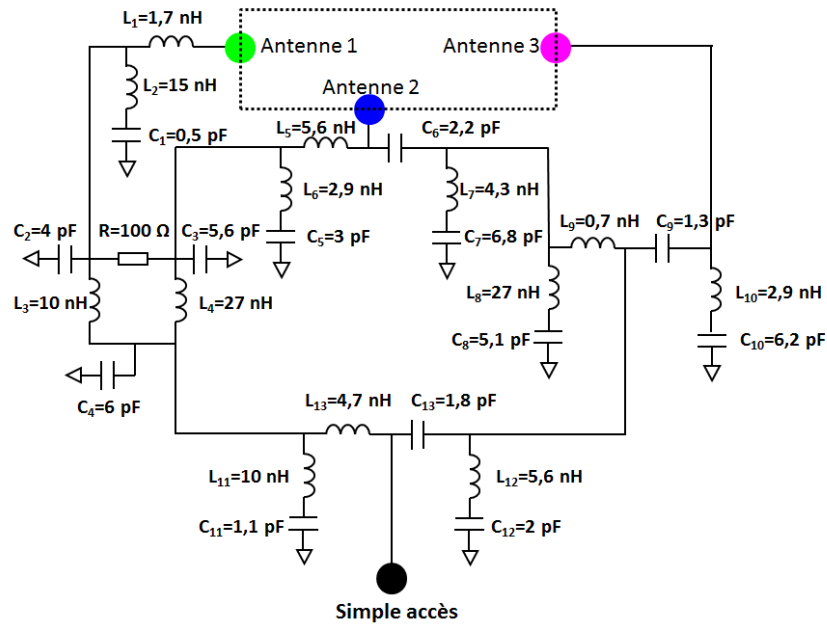 L₁=1,7 nH
Antenne 1
Antenne 3
L₂=15 nH
Antenne 2
C₁=0,5 pF
L₅=5,6 nH
C₆=2,2 pF
L₆=2,9 nH
L₇=4,3 nH
C₂=4 pF
R=100 Ω
C₃=5,6 pF
C₅=3 pF
C₇=6,8 pF
L₉=0,7 nH
C₉=1,3 pF
L₃=10 nH
L₄=27 nH
L₈=27 nH
L₁₀=2,9 nH
C₈=5,1 pF
C₁₀=6,2 pF
C₄=6 pF
L₁₃=4,7 nH
C₁₃=1,8 pF
L₁₁=10 nH
L₁₂=5,6 nH
C₁₁=1,1 pF
C₁₂=2 pF
Simple accès